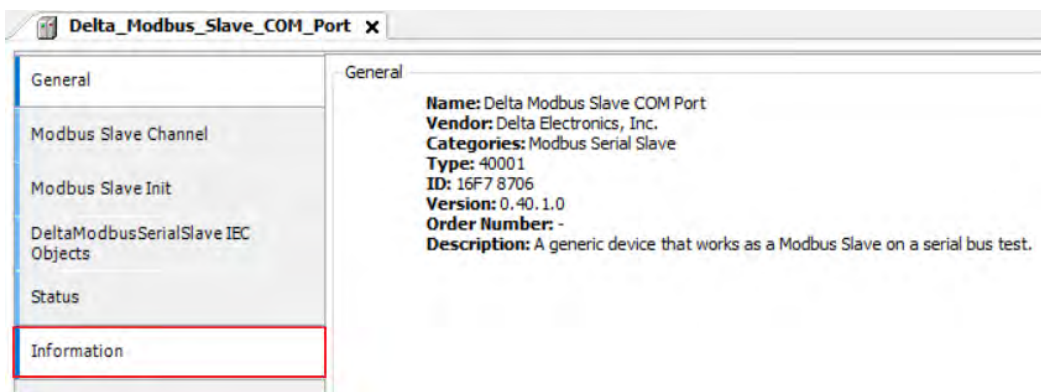 Delta_Modbus_Slave_COM_Port X
General
Modbus Slave Channel
Modbus Slave Init
DeltaModbusSerialSlave IEC
Objects
Status
Information
General
Name: Delta Modbus Slave COM Port
Vendor: Delta Electronics, Inc.
Categories: Modbus Serial Slave
Type: 40001
ID: 16F7 8706
Version: 0.40.1.0
Order Number: -
Description: A generic device that works as a Modbus Slave on a serial bus test.